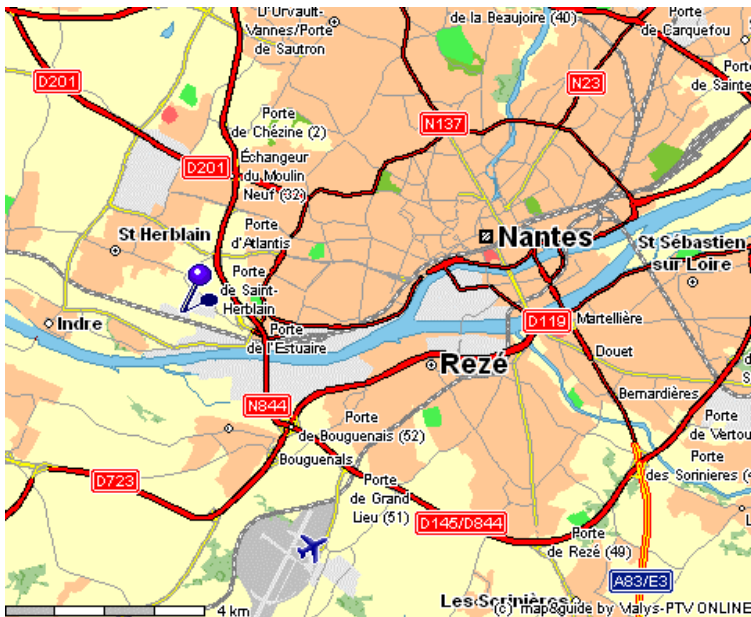 D'Urvault-
Vannes/Porte
de Sautron
de la Beaujoire (40)
Porte
de Carquefou
D201
N23
Porte
de Sainte
Porte
de Chézine (2)
N137
D201
Échangeur
du Moulin
Neuf (32)
St Herblain
Porte
d'Atlantis
Nantes
St Sébastien
sur Loire
Porte
de Saint-
Herblain
Indre
Porte
de l'Estuaire
D119
Martellière
Rezé
Douet
Bernardières
N844
Porte
de Bouguenais (52)
Porte
de Vertou
Bouguenais
D723
Porte
de Grand
Lieu (51)
Porte
des Sorinieres (4
D145/D844
Porte
de Rezé (49)
A83/E3
Les Sorinières
4 km
(c) map&guide by Malys-PTV ONLINE